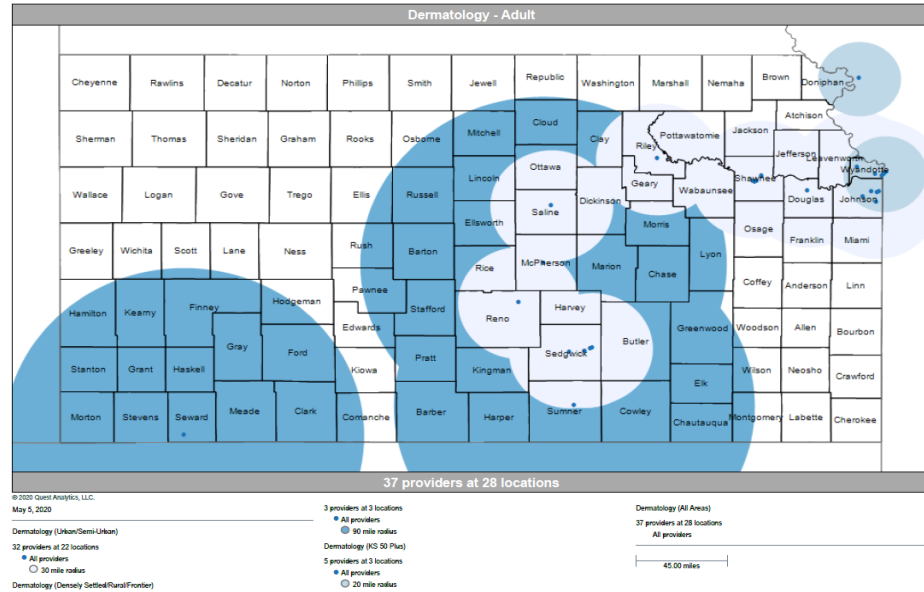 Dermatology - Adult
Cheyenne Rawlins Decatur Norton Phillips Smith Jewell Republic Washington Marshall Nemaha Brown Doniphan
Atchison
Sherman Thomas Sheridan Graham Rooks Osborne Mitchell Cloud Clay Riley Pottawatomie Jackson Jefferson Leavenworth
Wyandotte
Wallace Logan Gove Trego Ellis Russell Lincoln Ottawa Saline Dickinson Geary Wabaunsee Shawnee Douglas Johnson
Greeley Wichita Scott Lane Ness Rush Barton Ellsworth McPherson Marion Morris Chase Lyon Osage Franklin Miami
Hamilton Kearny Finney Hodgeman Pawnee Stafford Rice Reno Harvey Butler Greenwood Coffey Anderson Linn
Gray Ford Edwards Woodson Allen Bourbon
Stanton Grant Haskell Kiowa Pratt Kingman Sedgwick Elk Wilson Neosho Crawford
Morton Stevens Seward Meade Clark Comanche Barber Harper Sumner Cowley Chautauqua Montgomery Labette Cherokee
37 providers at 28 locations
© 2020 Quest Analytics, LLC.
May 5, 2020
Dermatology (Urban/Semi-Urban)
32 providers at 22 locations
All providers
30 mile radius
Dermatology (Densely Settled/Rural/Frontier)
3 providers at 3 locations
All providers
90 mile radius
Dermatology (KS 50 Plus)
5 providers at 3 locations
All providers
20 mile radius
Dermatology (All Areas)
37 providers at 28 locations
All providers
45.00 miles